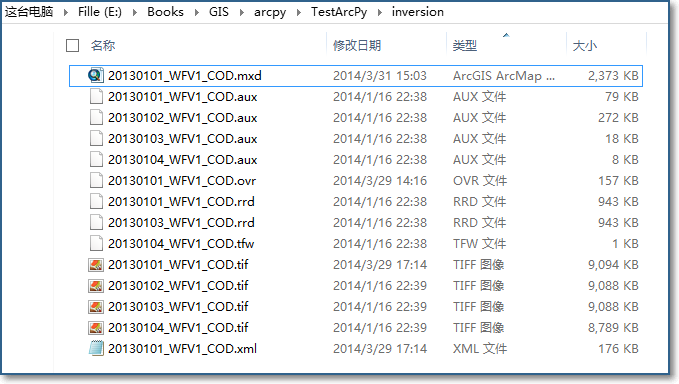 这台电脑 › Fille (E:) › Books › GIS › arcpy › TestArcPy › inversion
名称 修改日期 类型 大小
20130101_WFV1_COD.mxd 2014/3/31 15:03 ArcGIS ArcMap ... 2,373 KB
20130101_WFV1_COD.aux 2014/1/16 22:38 AUX 文件 79 KB
20130102_WFV1_COD.aux 2014/1/16 22:38 AUX 文件 272 KB
20130103_WFV1_COD.aux 2014/1/16 22:38 AUX 文件 18 KB
20130104_WFV1_COD.aux 2014/1/16 22:38 AUX 文件 8 KB
20130101_WFV1_COD.ovr 2014/3/29 14:16 OVR 文件 157 KB
20130101_WFV1_COD.rrd 2014/1/16 22:38 RRD 文件 943 KB
20130103_WFV1_COD.rrd 2014/1/16 22:38 RRD 文件 943 KB
20130104_WFV1_COD.tfw 2014/1/16 22:38 TFW 文件 1 KB
20130101_WFV1_COD.tif 2014/3/29 17:14 TIFF 图像 9,094 KB
20130102_WFV1_COD.tif 2014/1/16 22:39 TIFF 图像 9,088 KB
20130103_WFV1_COD.tif 2014/1/16 22:39 TIFF 图像 9,088 KB
20130104_WFV1_COD.tif 2014/1/16 22:39 TIFF 图像 8,789 KB
20130101_WFV1_COD.xml 2014/3/29 17:14 XML 文件 176 KB